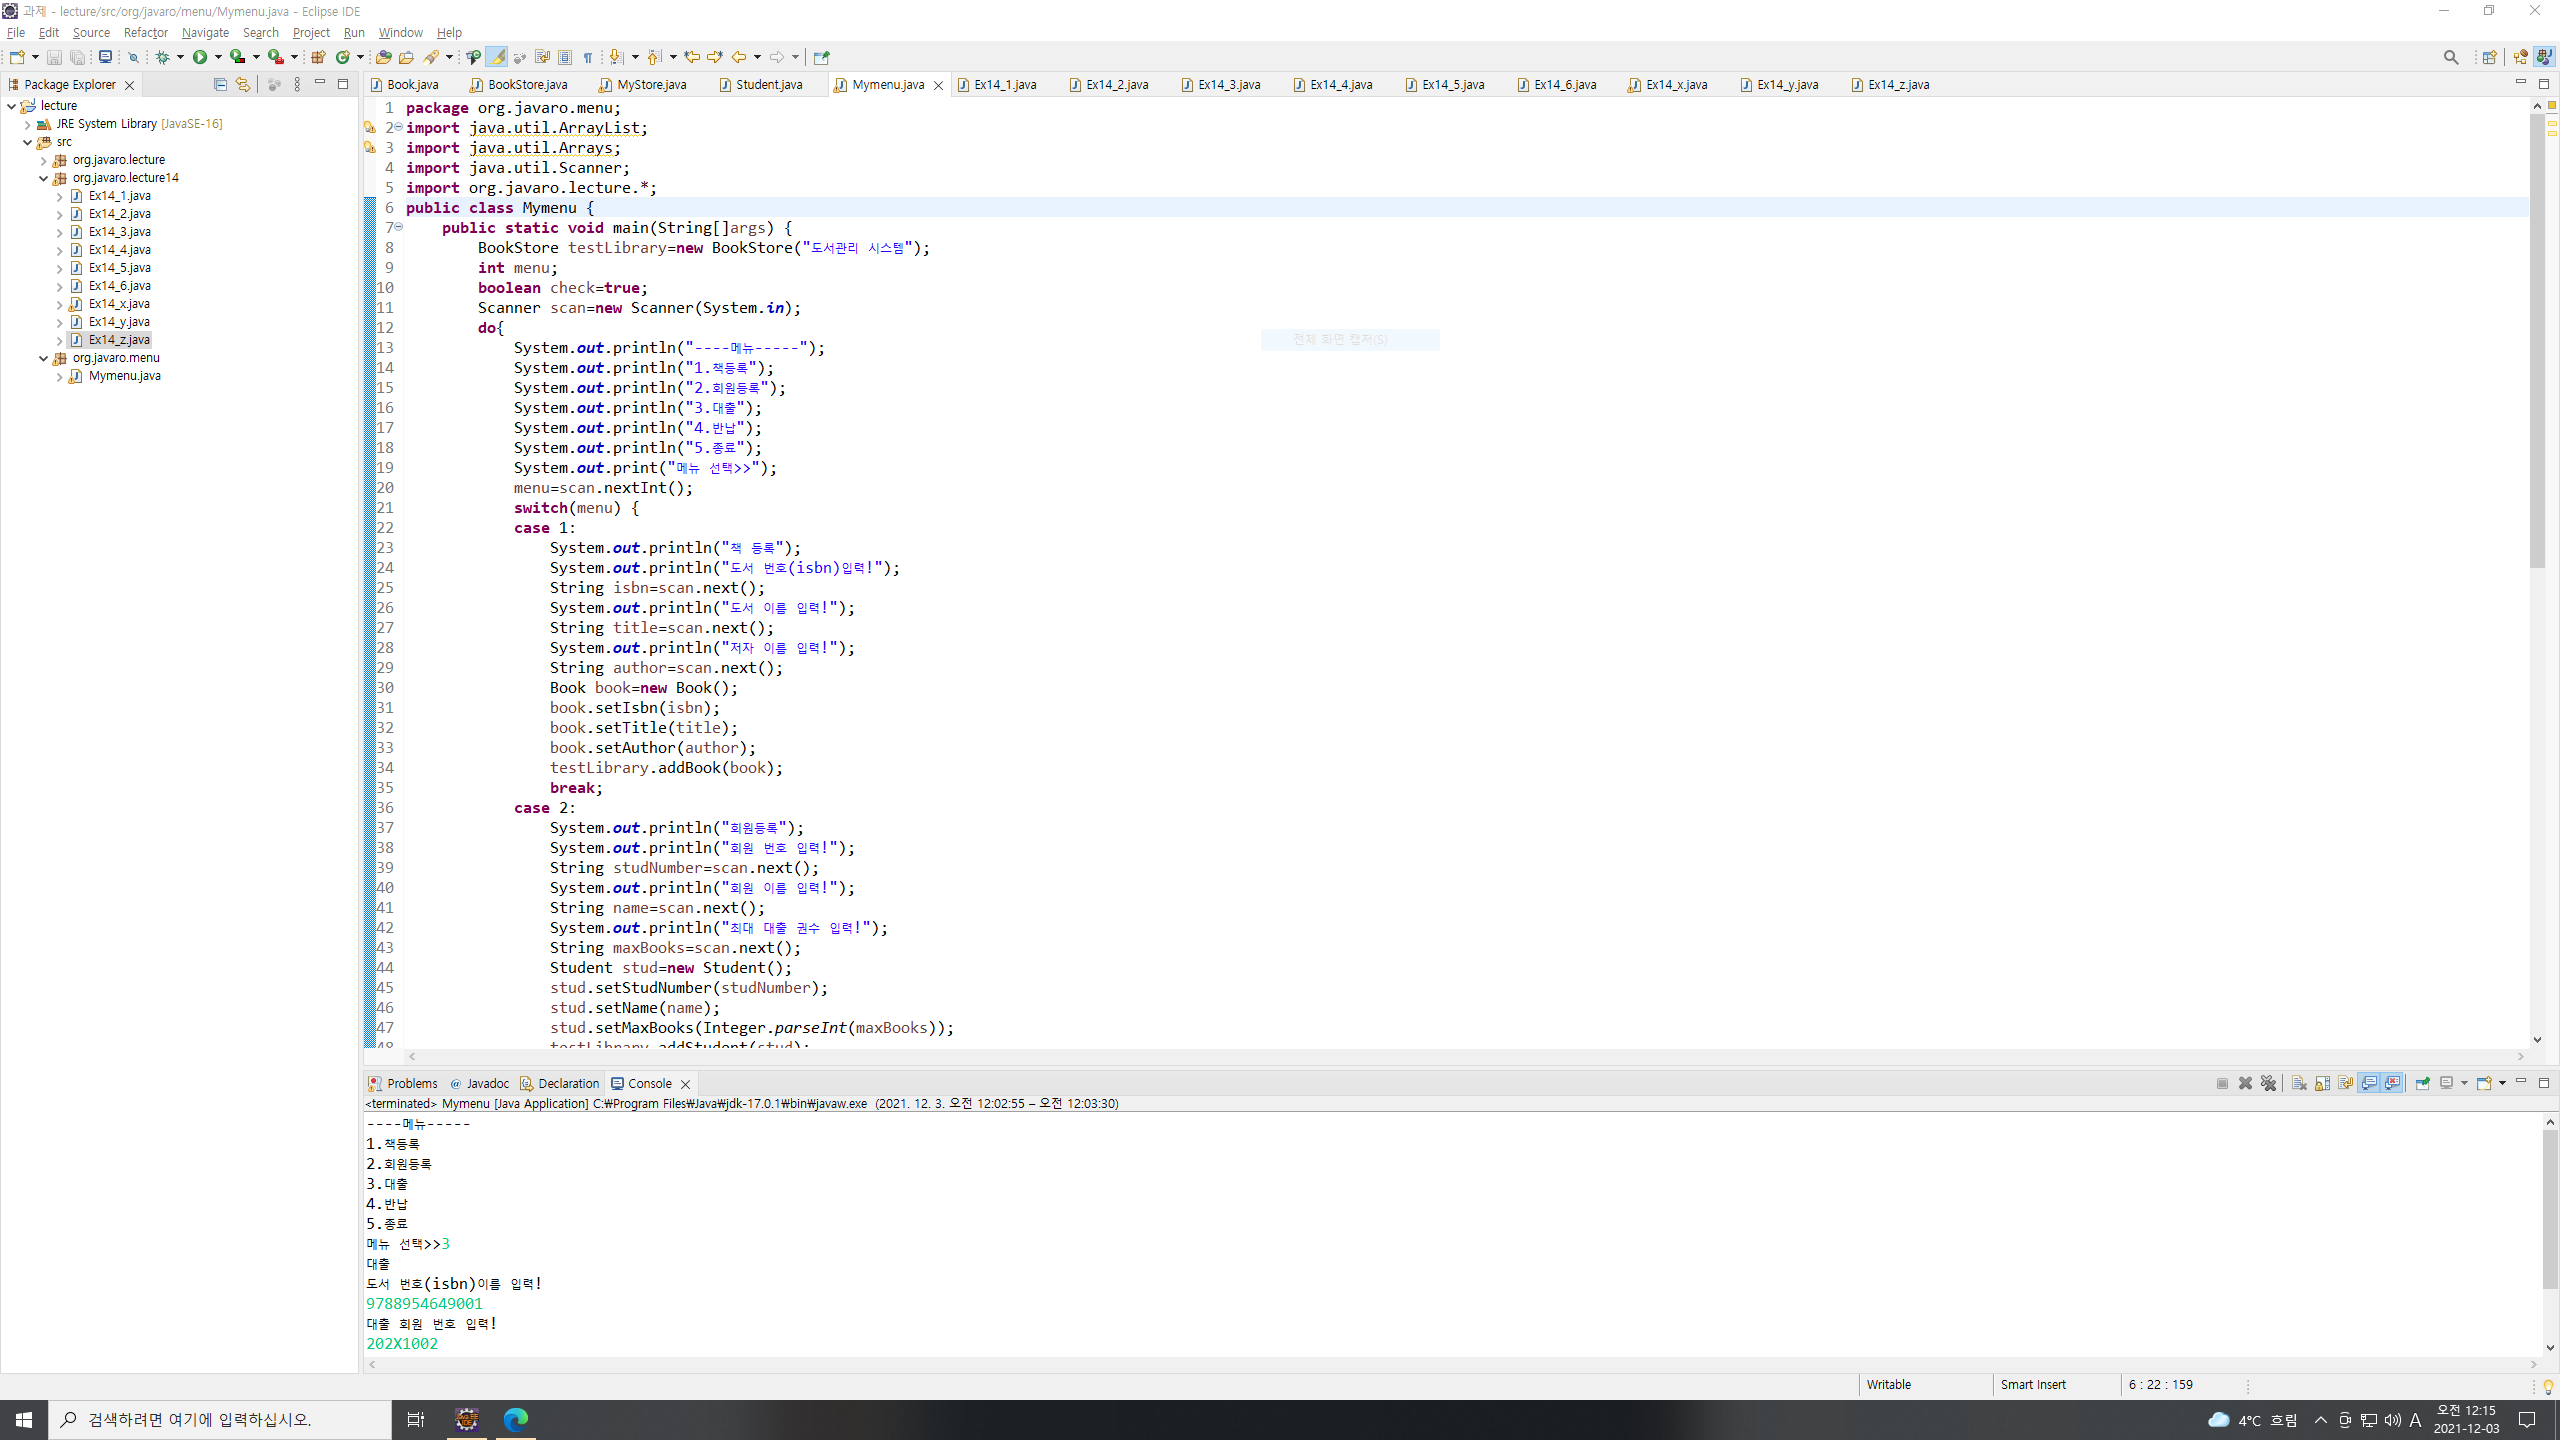 과제 - lecture/src/org/javaro/menu/Mymenu.java - Eclipse IDE
File Edit Source Refactor Navigate Search Project Run Window Help
Package Explorer
lecture
JRE System Library [JavaSE-16]
src
org.javaro.lecture
org.javaro.lecture14
Ex14_1.java
Ex14_2.java
Ex14_3.java
Ex14_4.java
Ex14_5.java
Ex14_6.java
Ex14_x.java
Ex14_y.java
Ex14_z.java
org.javaro.menu
Mymenu.java
Book.java BookStore.java MyStore.java Student.java Mymenu.java Ex14_1.java Ex14_2.java Ex14_3.java Ex14_4.java Ex14_5.java Ex14_6.java Ex14_x.java Ex14_y.java Ex14_z.java
1 package org.javaro.menu;
2 import java.util.ArrayList;
3 import java.util.Arrays;
4 import java.util.Scanner;
5 import org.javaro.lecture.*;
6 public class Mymenu {
7 public static void main(String[]args) {
8 BookStore testLibrary=new BookStore("도서관리 시스템");
9 int menu;
10 boolean check=true;
11 Scanner scan=new Scanner(System.in);
12 do{
전체 화면 캡처(S)
13 System.out.println("----메뉴-----");
14 System.out.println("1.책등록");
15 System.out.println("2.회원등록");
16 System.out.println("3.대출");
17 System.out.println("4.반납");
18 System.out.println("5.종료");
19 System.out.print("메뉴 선택>>");
20 menu=scan.nextInt();
21 switch(menu) {
22 case 1:
23 System.out.println("책 등록");
24 System.out.println("도서 번호(isbn)입력!");
25 String isbn=scan.next();
26 System.out.println("도서 이름 입력!");
27 String title=scan.next();
28 System.out.println("저자 이름 입력!");
29 String author=scan.next();
30 Book book=new Book();
31 book.setIsbn(isbn);
32 book.setTitle(title);
33 book.setAuthor(author);
34 testLibrary.addBook(book);
35 break;
36 case 2:
37 System.out.println("회원등록");
38 System.out.println("회원 번호 입력!");
39 String studNumber=scan.next();
40 System.out.println("회원 이름 입력!");
41 String name=scan.next();
42 System.out.println("최대 대출 권수 입력!");
43 String maxBooks=scan.next();
44 Student stud=new Student();
45 stud.setStudNumber(studNumber);
46 stud.setName(name);
47 stud.setMaxBooks(Integer.parseInt(maxBooks));
48 testLibrary.addStudent(stud);
Problems Javadoc Declaration Console
<terminated> Mymenu [Java Application] C:₩Program Files₩Java₩jdk-17.0.1₩bin₩javaw.exe (2021. 12. 3. 오전 12:02:55 – 오전 12:03:30)
----메뉴-----
1.책등록
2.회원등록
3.대출
4.반납
5.종료
메뉴 선택>>3
대출
도서 번호(isbn)이름 입력!
9788954649001
대출 회원 번호 입력!
202X1002
Writable Smart Insert 6 : 22 : 159
검색하려면 여기에 입력하십시오.
4°C 흐림 A 오전 12:15
2021-12-03